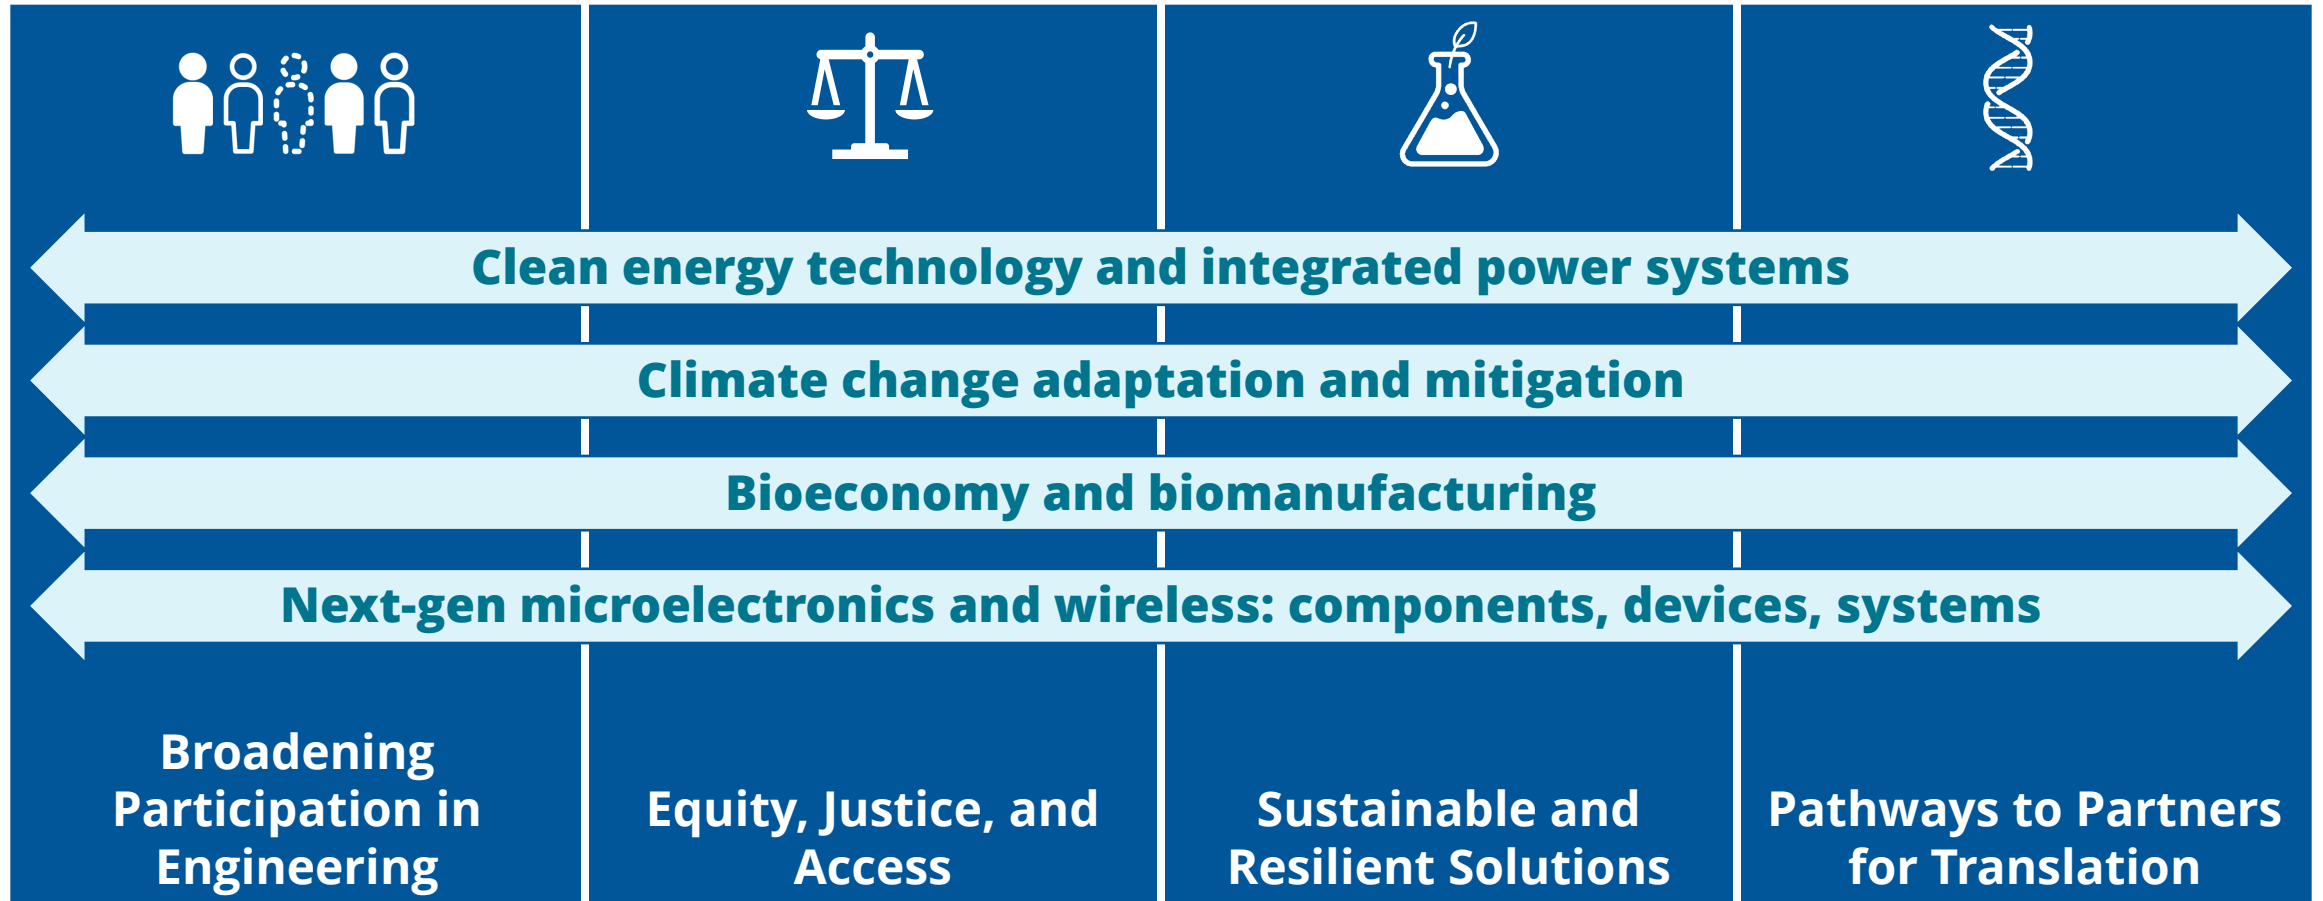 Clean energy technology and integrated power systems
Climate change adaptation and mitigation
Bioeconomy and biomanufacturing
Next-gen microelectronics and wireless: components, devices, systems
Broadening
Participation in
Engineering
Equity, Justice, and
Access
Sustainable and
Resilient Solutions
Pathways to Partners
for Translation